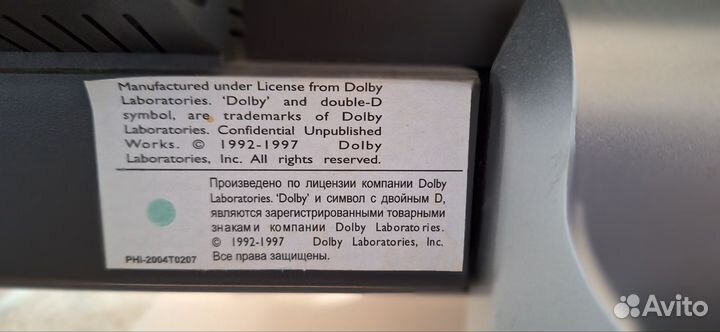 Manufactured under License from Dolby
Laboratories. 'Dolby' and double-D
symbol, are trademarks of Dolby
Laboratories. Confidential Unpublished
Works. © 1992-1997 Dolby
Laboratories, Inc. All rights reserved.
Произведено по лицензии компании Dolby
Laboratories. 'Dolby' и символ с двойным D,
являются зарегистрированными товарными
знаками компании Dolby Laboratories.
© 1992-1997 Dolby Laboratories, Inc.
Все права защищены.
PHI-2004T0207
Avito